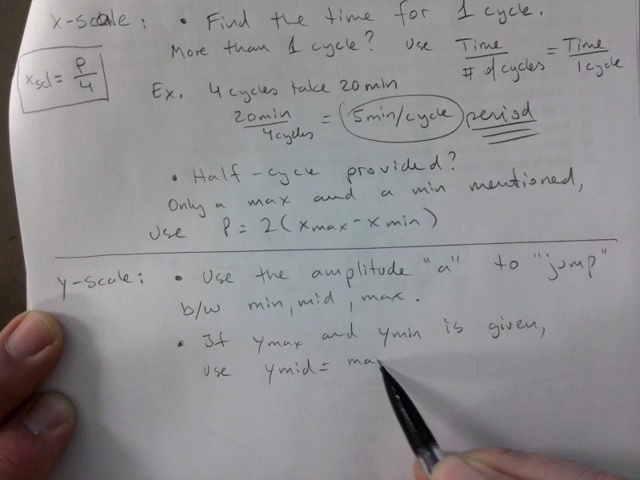 x-scale: • Find the time for 1 cycle.
More than 1 cycle? use Time / # of cycles = Time / 1 cycle
xscl = P/4
Ex. 4 cycles take 20 min
20 min / 4 cycles = 5 min/cycle period
• Half-cycle provided?
Only a max and a min mentioned,
use P = 2(xmax - xmin)
y-scale: • Use the amplitude "a" to "jump"
b/w min, mid, max.
• If ymax and ymin is given,
use ymid = ma